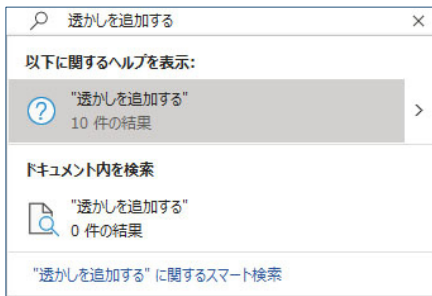 透かしを追加する
以下に関するヘルプを表示:
"透かしを追加する"
10 件の結果
ドキュメント内を検索
"透かしを追加する"
0 件の結果
"透かしを追加する" に関するスマート検索